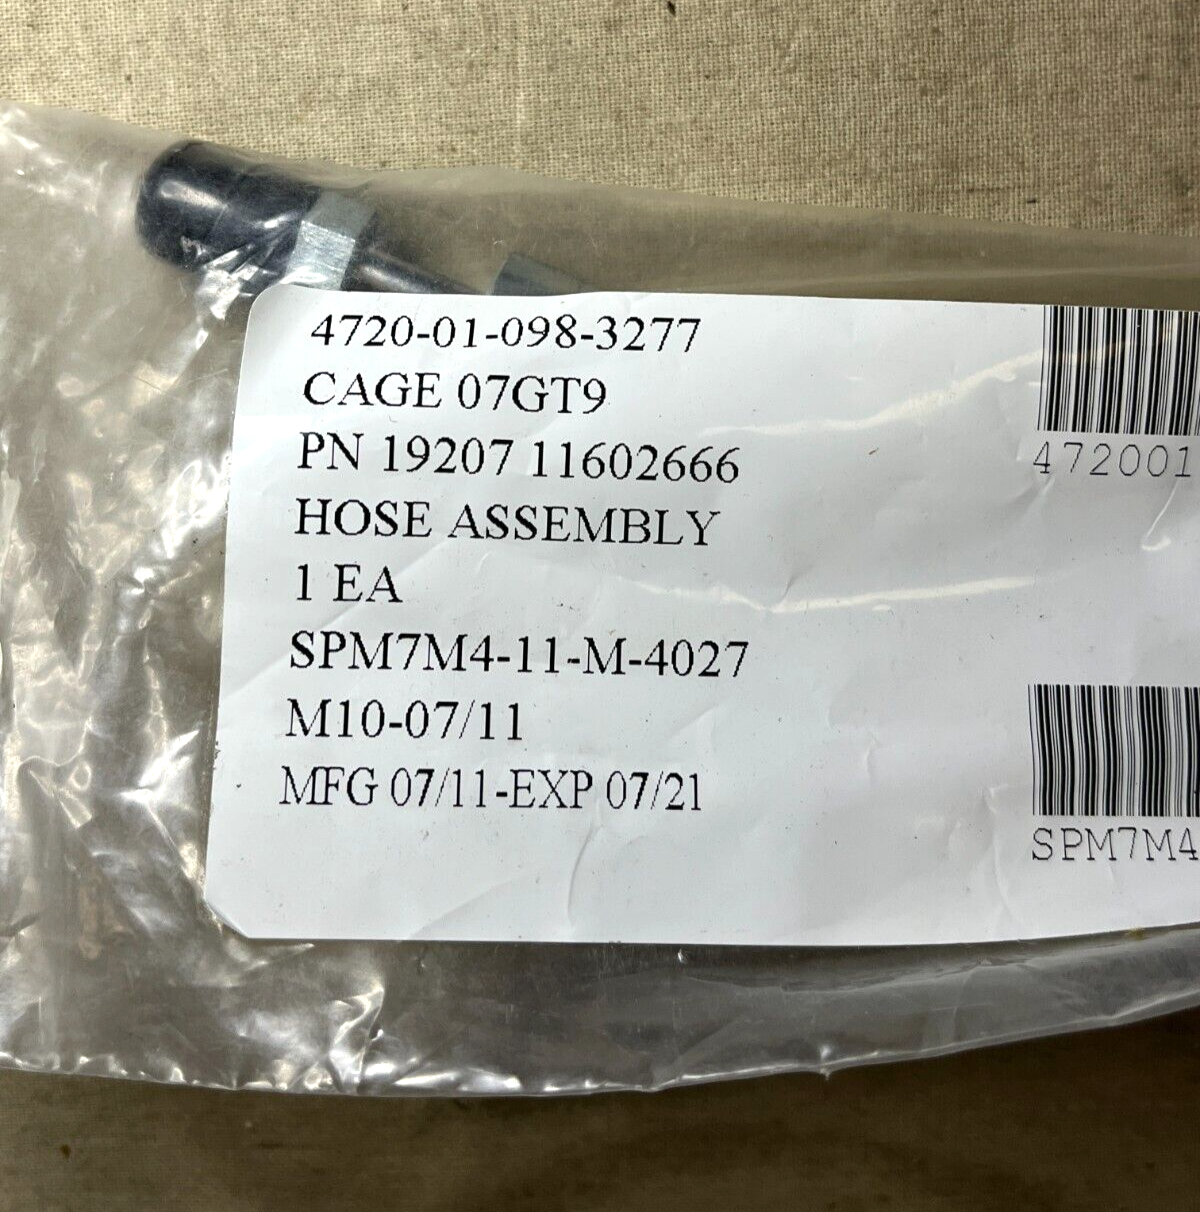 4720-01-098-3277
CAGE 07GT9
PN 19207 11602666
HOSE ASSEMBLY
1 EA
SPM7M4-11-M-4027
M10-07/11
MFG 07/11-EXP 07/21
472001
SPM7M4